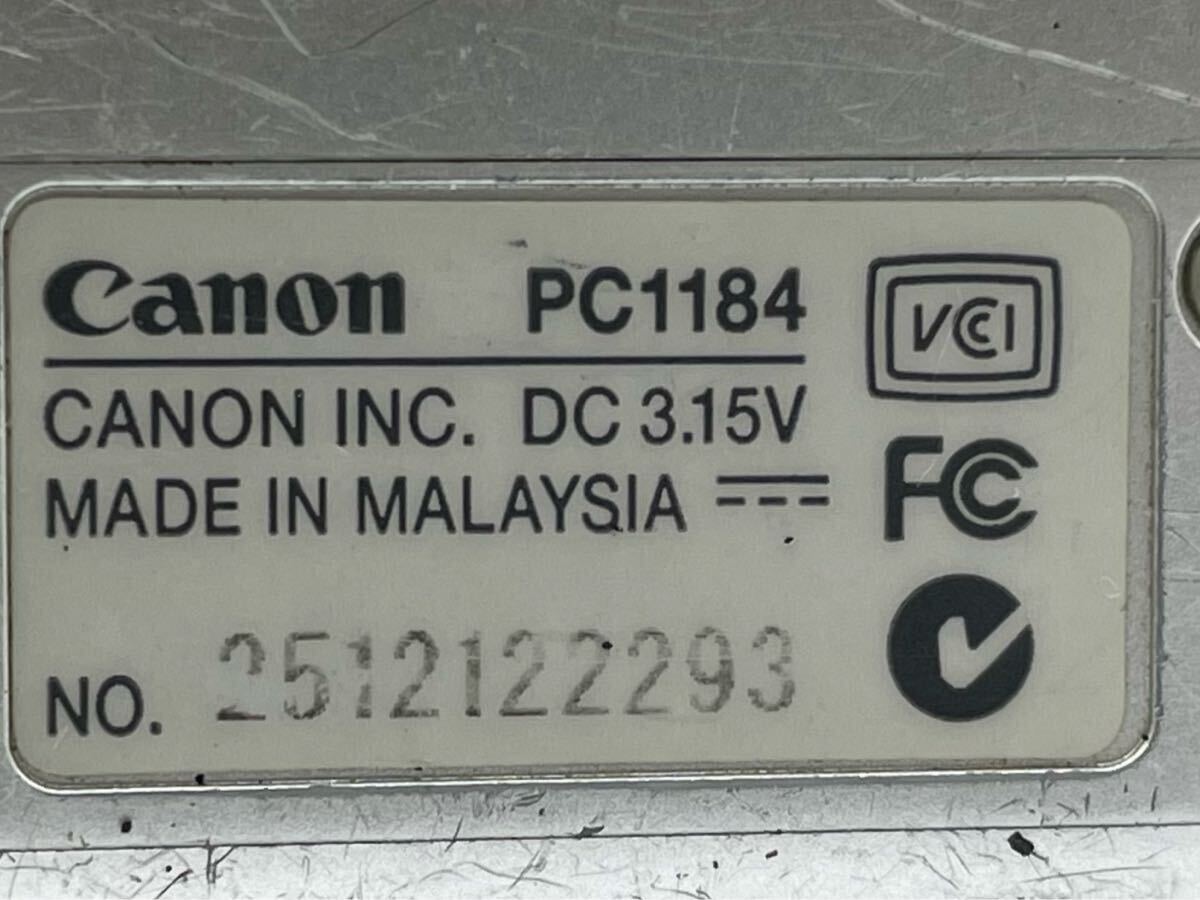 Canon PC1184
VCCI
CANON INC. DC 3.15V
MADE IN MALAYSIA
FC
NO. 2512122293